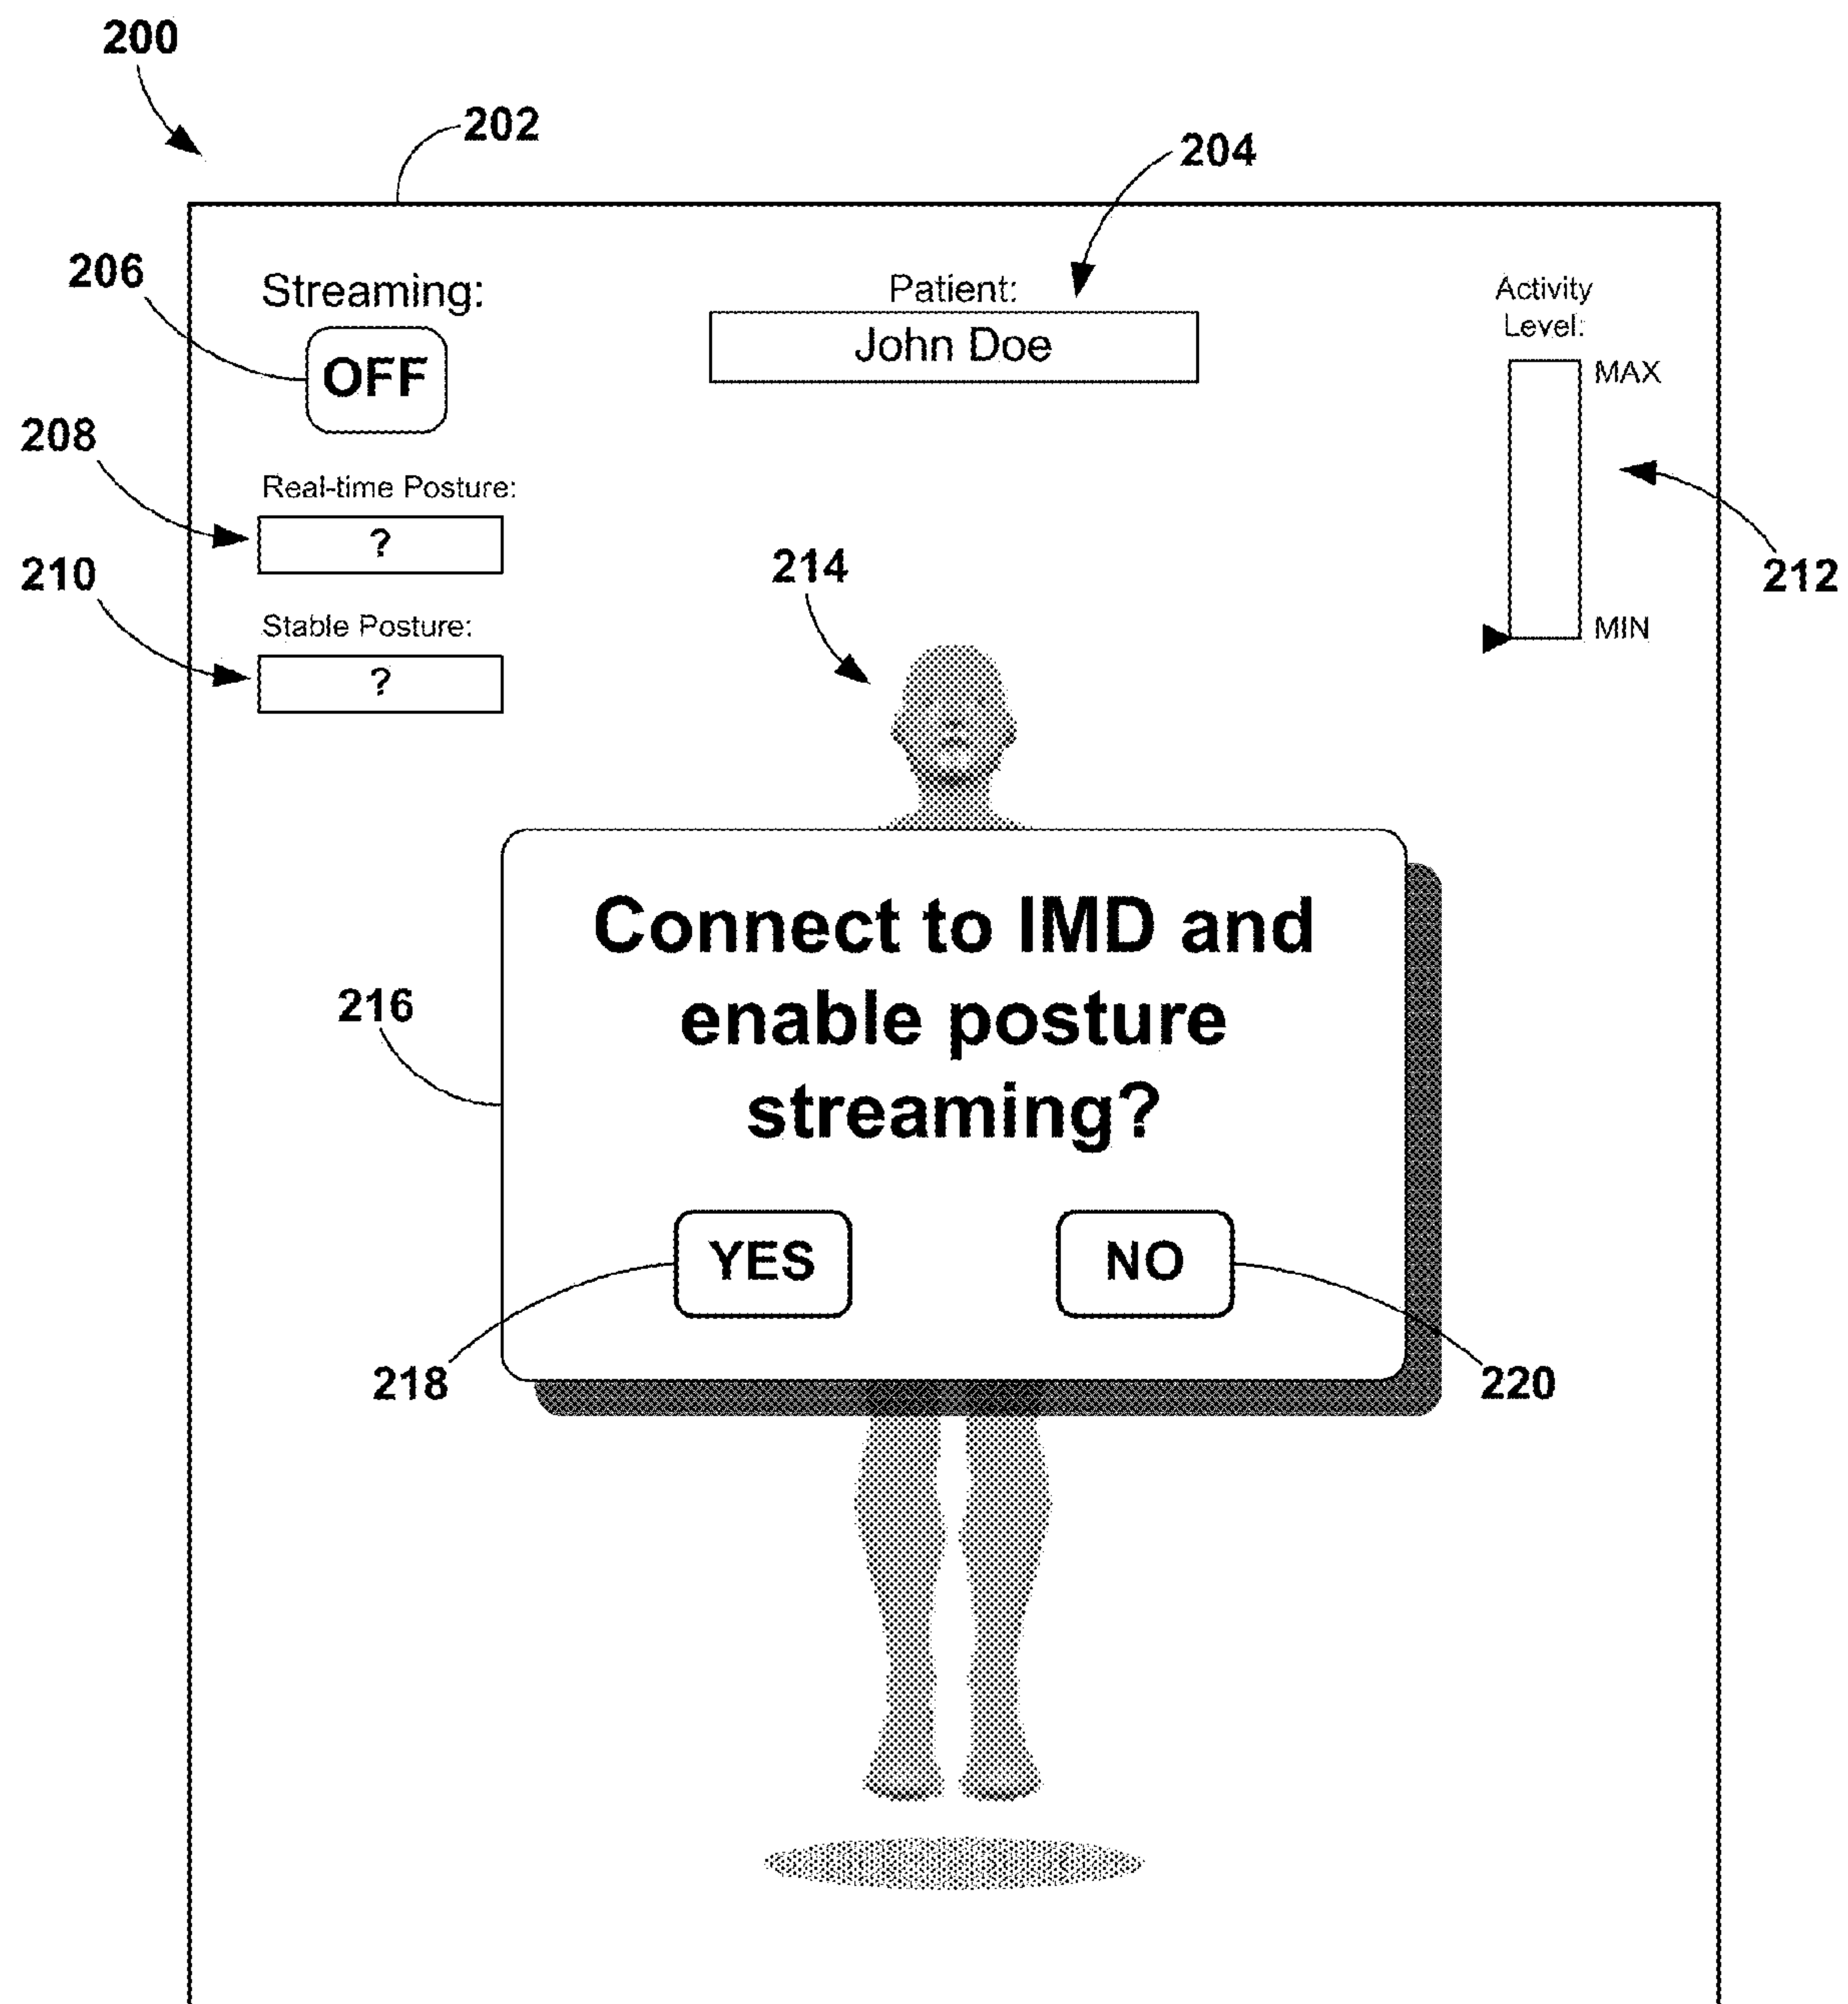 200
202
204
206
Streaming:
OFF
Patient:
John Doe
Activity
Level:
MAX
208
Real-time Posture:
?
212
210
Stable Posture:
?
MIN
214
216
Connect to IMD and
enable posture
streaming?
YES
NO
218
220